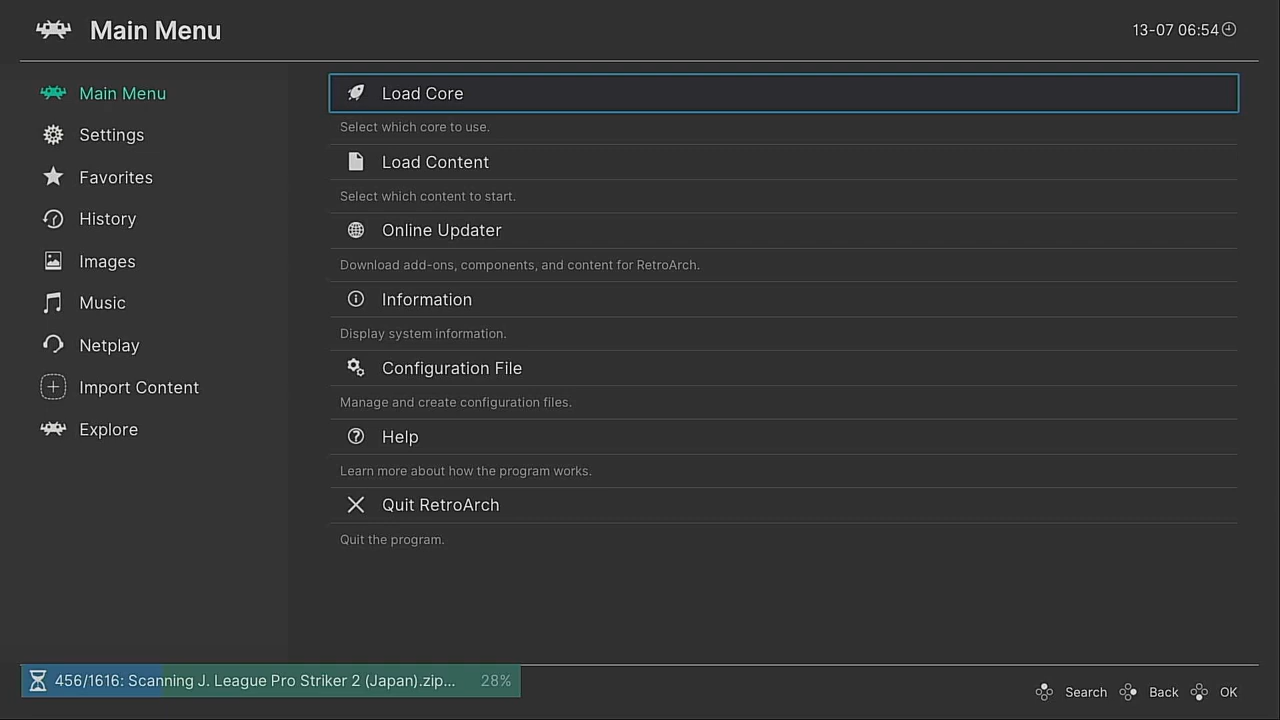 Main Menu
13-07 06:54
Main Menu
Settings
Favorites
History
Images
Music
Netplay
Import Content
Explore
Load Core
Select which core to use.
Load Content
Select which content to start.
Online Updater
Download add-ons, components, and content for RetroArch.
Information
Display system information.
Configuration File
Manage and create configuration files.
Help
Learn more about how the program works.
Quit RetroArch
Quit the program.
456/1616: Scanning J. League Pro Striker 2 (Japan).zip... 28%
Search Back OK